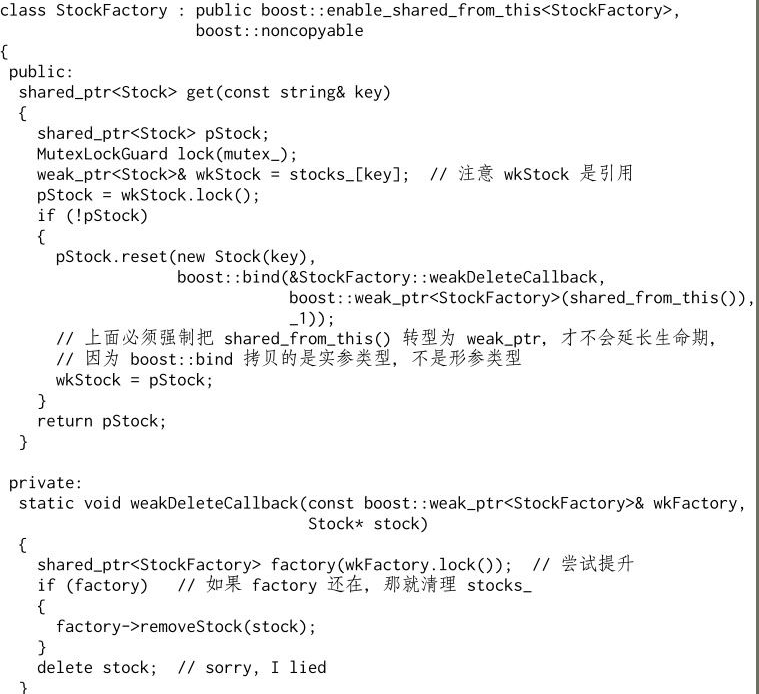 class StockFactory : public boost::enable_shared_from_this<StockFactory>,
                     boost::noncopyable
{
 public:
  shared_ptr<Stock> get(const string& key)
  {
    shared_ptr<Stock> pStock;
    MutexLockGuard lock(mutex_);
    weak_ptr<Stock>& wkStock = stocks_[key];  // 注意 wkStock 是引用
    pStock = wkStock.lock();
    if (!pStock)
    {
      pStock.reset(new Stock(key),
                   boost::bind(&StockFactory::weakDeleteCallback,
                               boost::weak_ptr<StockFactory>(shared_from_this()),
                               _1));
      // 上面必须强制把 shared_from_this() 转型为 weak_ptr, 才不会延长生命期,
      // 因为 boost::bind 拷贝的是实参类型, 不是形参类型
      wkStock = pStock;
    }
    return pStock;
  }

 private:
  static void weakDeleteCallback(const boost::weak_ptr<StockFactory>& wkFactory,
                                 Stock* stock)
  {
    shared_ptr<StockFactory> factory(wkFactory.lock());  // 尝试提升
    if (factory)   // 如果 factory 还在, 那就清理 stocks_
    {
      factory->removeStock(stock);
    }
    delete stock;  // sorry, I lied
  }